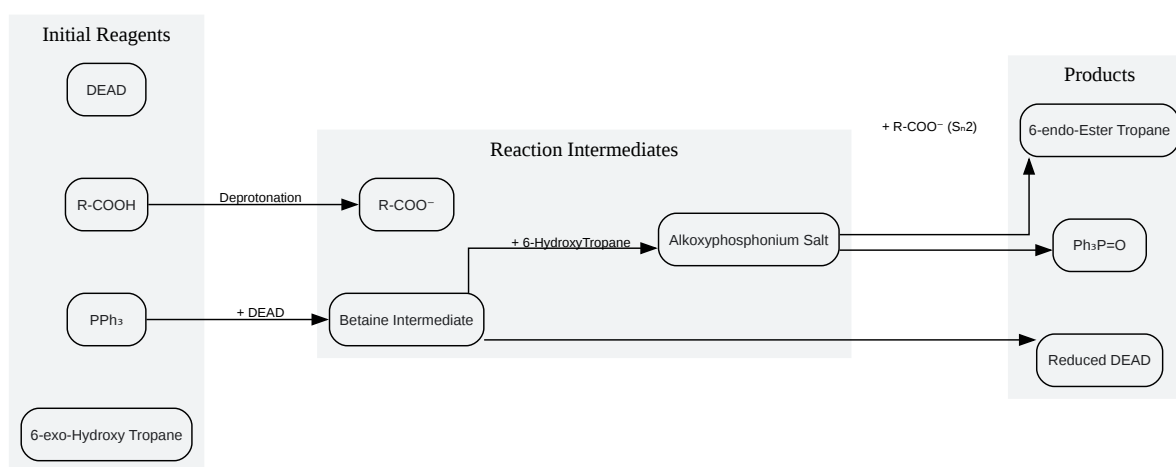 Initial Reagents
DEAD
R-COOH
PPh₃
6-exo-Hydroxy Tropane
Deprotonation
+ DEAD
Reaction Intermediates
R-COO⁻
Betaine Intermediate
+ 6-HydroxyTropane
Alkoxyphosphonium Salt
+ R-COO⁻ (Sₙ2)
Products
6-endo-Ester Tropane
Ph₃P=O
Reduced DEAD